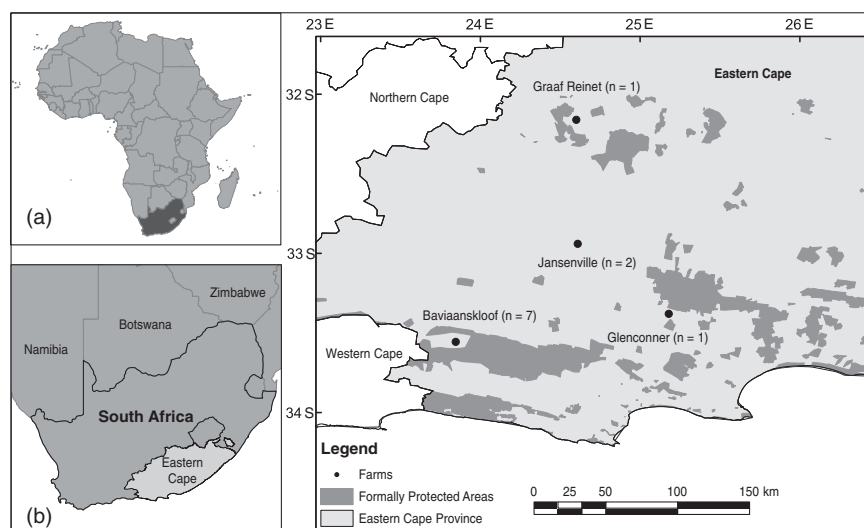 (a)
Zimbabwe
Botswana
Namibia
South Africa
Eastern
Cape
(b)
23 E
24 E
25 E
26 E
32 S
33 S
34 S
Northern Cape
Eastern Cape
Graaf Reinet (n = 1)
Jansenville (n = 2)
Baviaanskloof (n = 7)
Glenconner (n = 1)
Western Cape
Legend
Farms
Formally Protected Areas
Eastern Cape Province
0 25 50 100 150 km